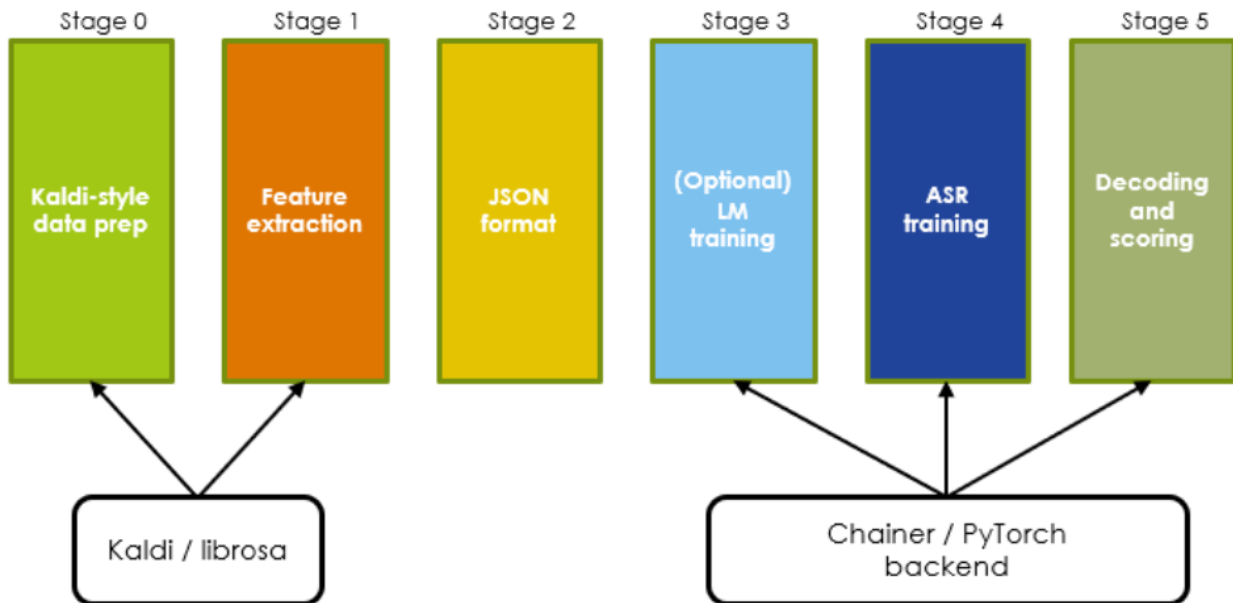 Stage 0
Stage 1
Stage 2
Stage 3
Stage 4
Stage 5
Kaldi-style
data prep
Feature
extraction
JSON
format
(Optional)
LM
training
ASR
training
Decoding
and
scoring
Kaldi / librosa
Chainer / PyTorch
backend